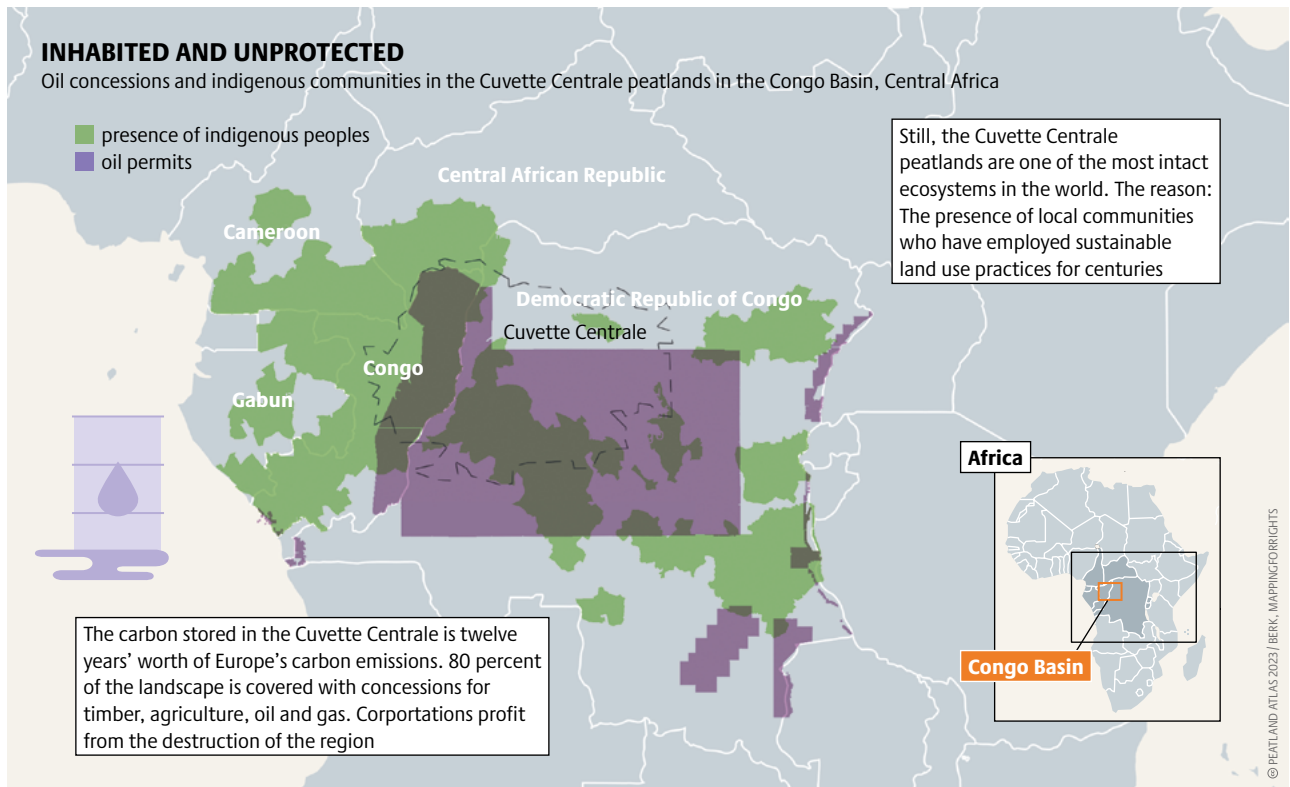 INHABITED AND UNPROTECTED
Oil concessions and indigenous communities in the Cuvette Centrale peatlands in the Congo Basin, Central Africa
presence of indigenous peoples
oil permits
Still, the Cuvette Centrale
peatlands are one of the most intact
ecosystems in the world. The reason:
The presence of local communities
who have employed sustainable
land use practices for centuries
Central African Republic
Cameroon
Democratic Republic of Congo
Cuvette Centrale
Congo
Gabun
Africa
Congo Basin
The carbon stored in the Cuvette Centrale is twelve
years’ worth of Europe’s carbon emissions. 80 percent
of the landscape is covered with concessions for
timber, agriculture, oil and gas. Corportations profit
from the destruction of the region
© PEATLAND ATLAS 2023 / BERK, MAPPINGFORRIGHTS